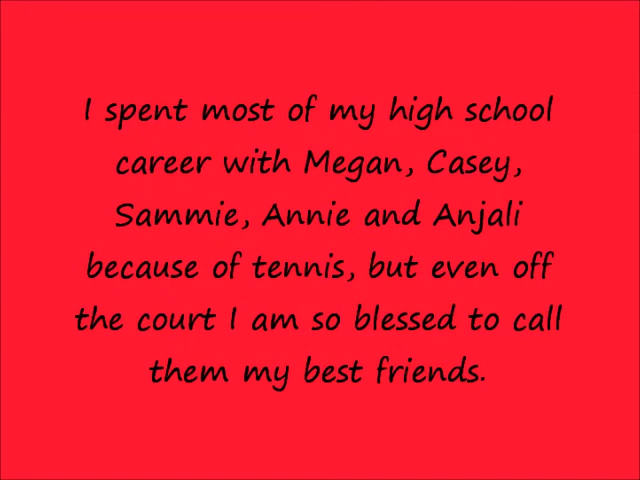 I spent most of my high school
career with Megan, Casey,
Sammie, Annie and Anjali
because of tennis, but even off
the court I am so blessed to call
them my best friends.